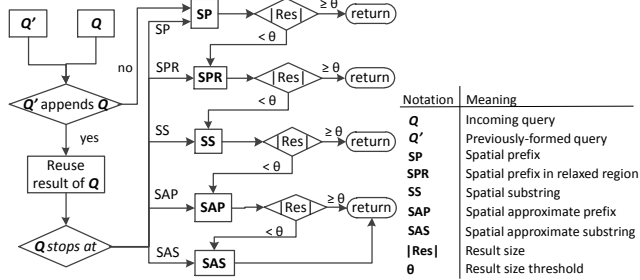 Q' Q
SP
|Res|
≥ θ
return
SP
no
< θ
Q' appends Q
SPR
SPR
|Res|
≥ θ
return
< θ
yes
Reuse
result of Q
SS
SS
|Res|
≥ θ
return
< θ
SAP
SAP
|Res|
≥ θ
return
< θ
Q stops at
SAS
SAS
Notation Meaning
Q Incoming query
Q' Previously-formed query
SP Spatial prefix
SPR Spatial prefix in relaxed region
SS Spatial substring
SAP Spatial approximate prefix
SAS Spatial approximate substring
|Res| Result size
θ Result size threshold